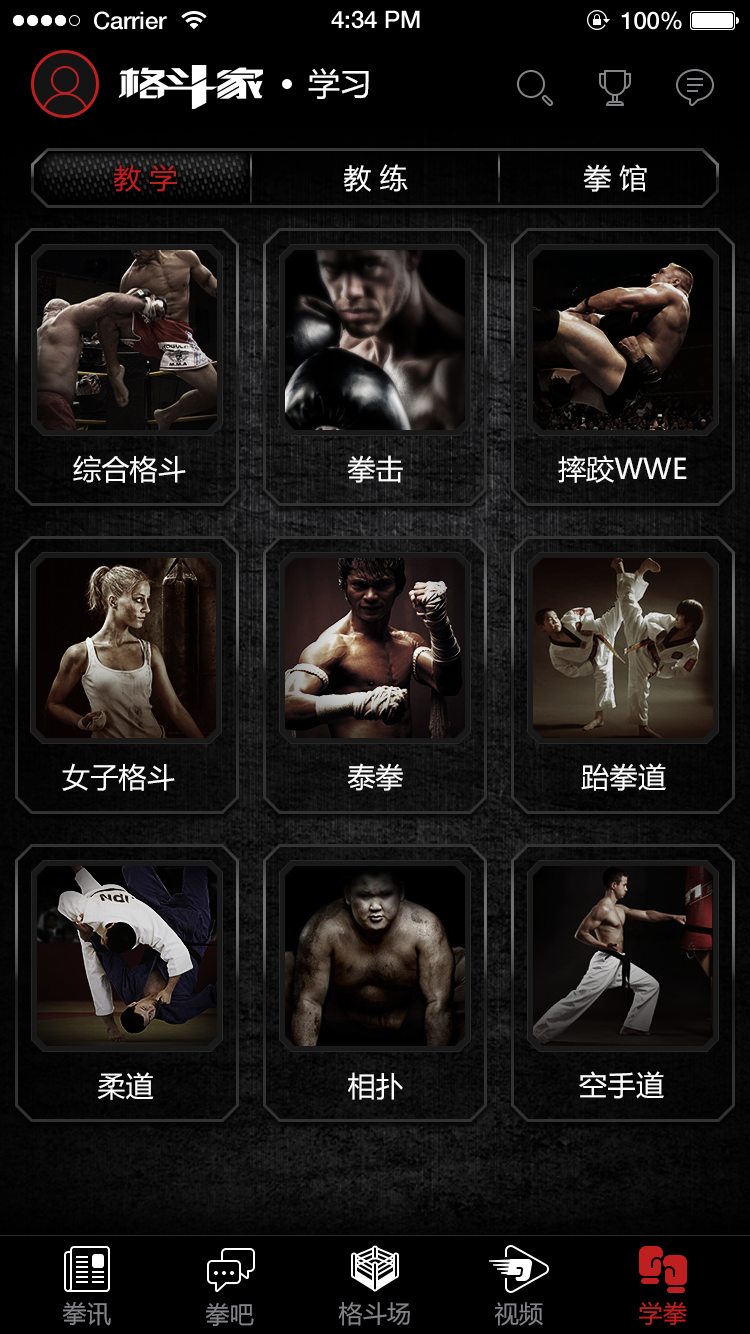 Carrier 4:34 PM 100%
格斗家·学习
教学 教练 拳馆
综合格斗 拳击 摔跤WWE
女子格斗 泰拳 跆拳道
JPN
柔道 相扑 空手道
拳讯 拳吧 格斗场 视频 学拳